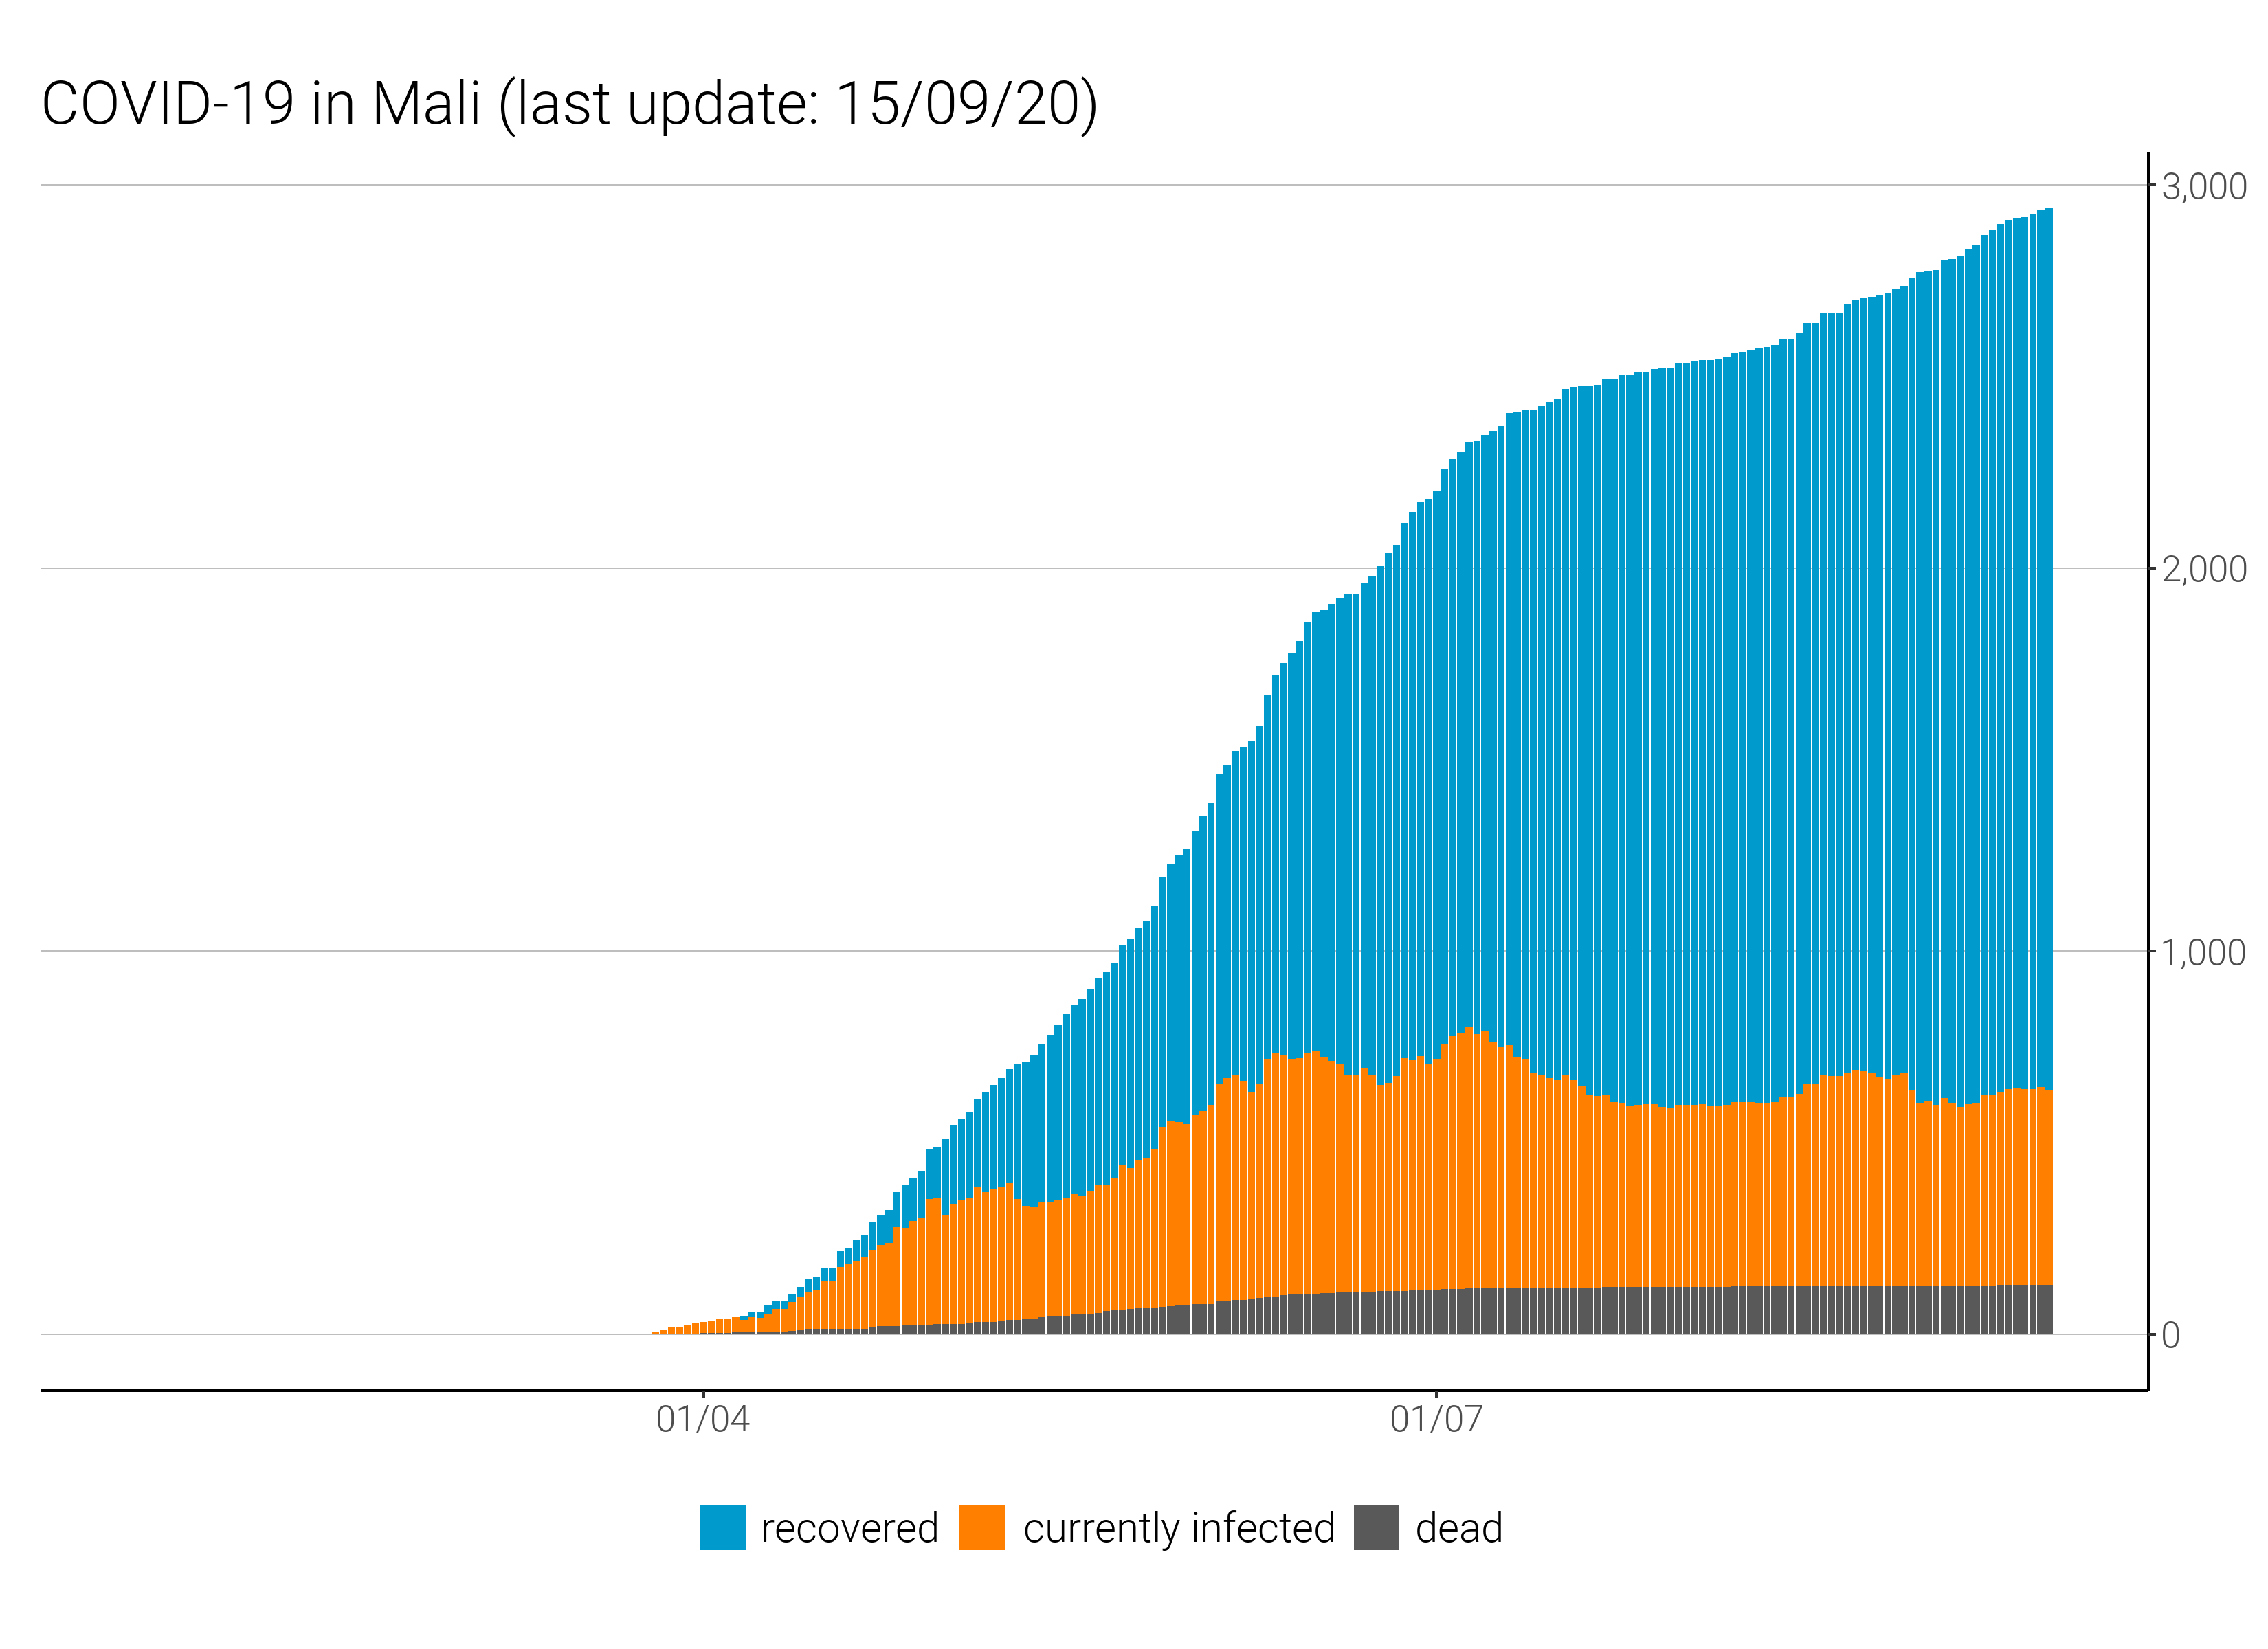 COVID-19 in Mali (last update: 15/09/20)
3,000
2,000
1,000
0
01/04 01/07
recovered currently infected dead